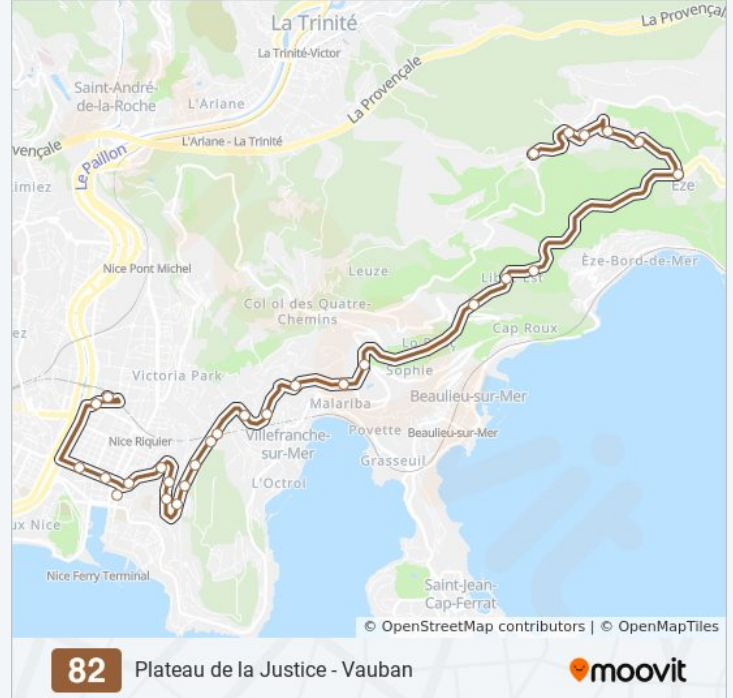 La Trinité
La Provençal
La Trinité-Victor
La Provençale
Saint-André-
de-la-Roche
L'Ariane
vençale
L'Ariane - La Trinité
Le Paillon
imiez
Èze
Nice Pont Michel
Leuze
Èze-Bord-de-Mer
Col ol des Quatre-
Chemins
ez
Cap Roux
Sophie
Victoria Park
Malariba
Beaulieu-sur-Mer
Povette
Beaulieu-sur-Mer
Nice Riquier
Villefranche-
sur-Mer
Grasseuil
L'Octroi
ux Nice
Nice Ferry Terminal
Saint-Jean-
Cap-Ferrat
© OpenStreetMap contributors | © OpenMapTiles
82 Plateau de la Justice - Vauban
moovit